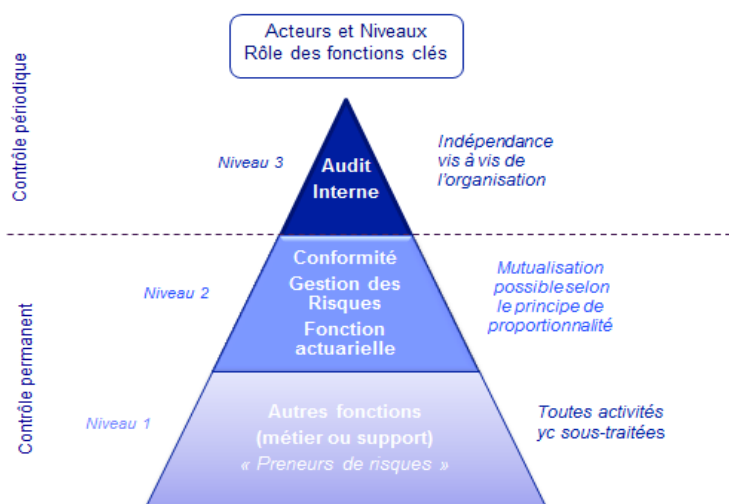 Acteurs et Niveaux
Rôle des fonctions clés
Contrôle périodique
Niveau 3
Audit
Interne
Indépendance
vis à vis de
l'organisation
Contrôle permanent
Niveau 2
Conformité
Gestion des
Risques
Fonction
actuarielle
Mutualisation
possible selon
le principe de
proportionnalité
Niveau 1
Autres fonctions
(métier ou support)
« Preneurs de risques »
Toutes activités
yc sous-traitées